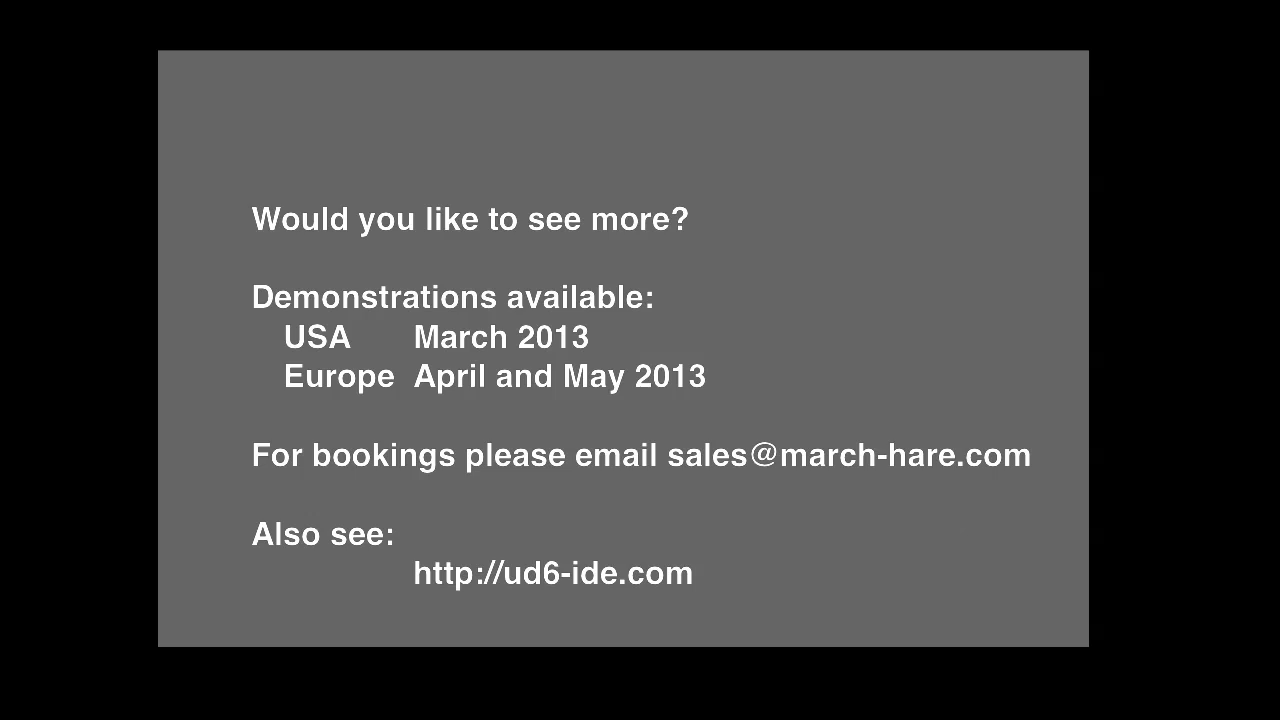 Would you like to see more?
Demonstrations available:
USA March 2013
Europe April and May 2013
For bookings please email sales@march-hare.com
Also see:
http://ud6-ide.com